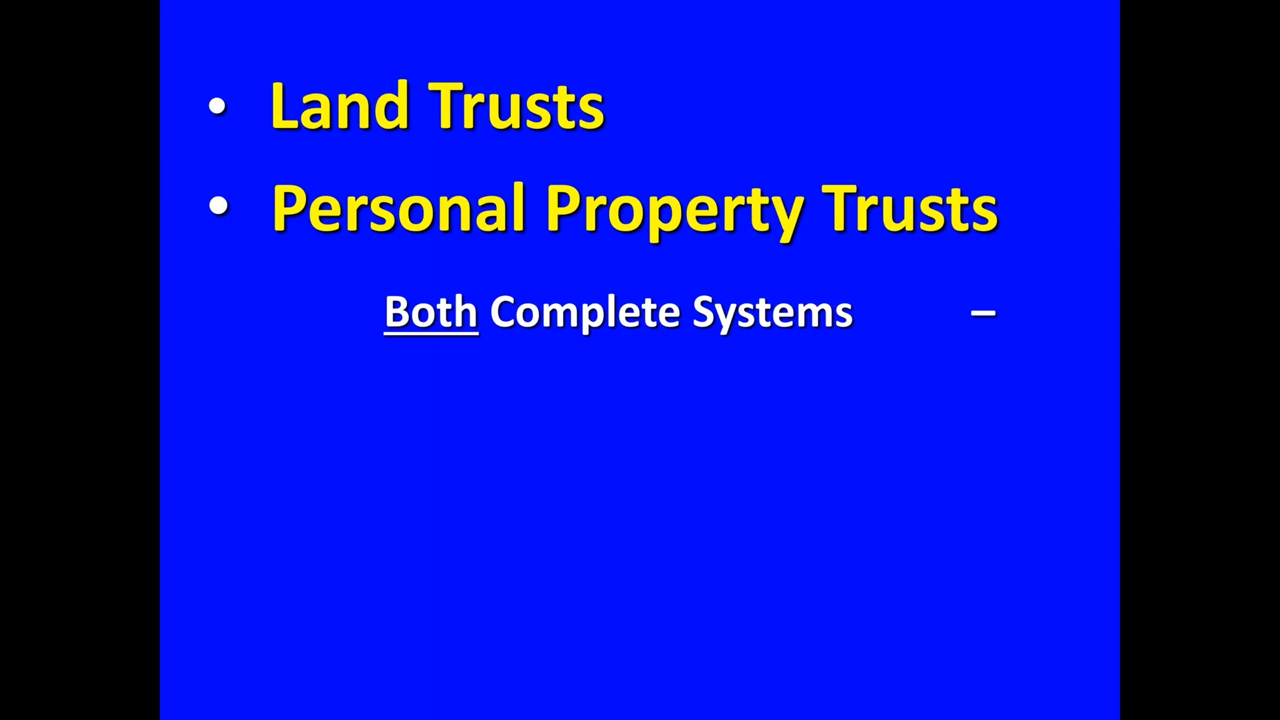 • Land Trusts
• Personal Property Trusts
Both Complete Systems –